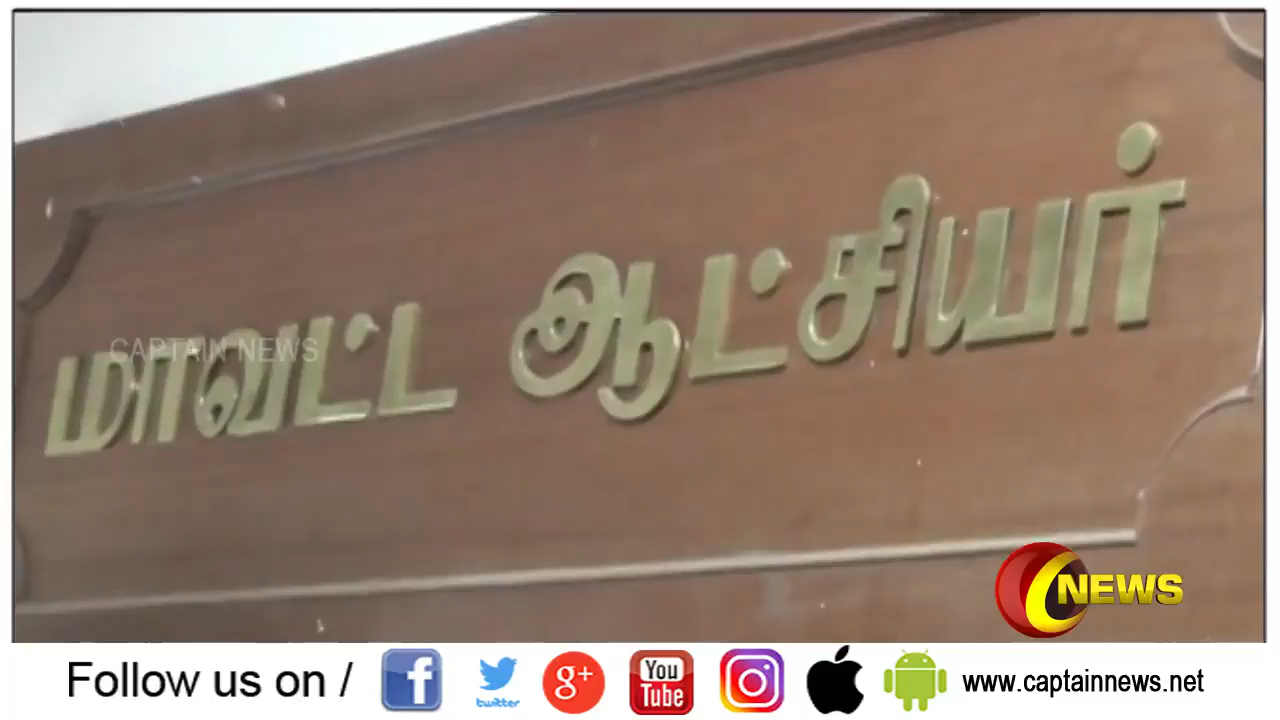 மாவட்ட ஆட்சியர்
CAPTAIN NEWS
NEWS
Follow us on /
f
twitter
g+
You
Tube
www.captainnews.net